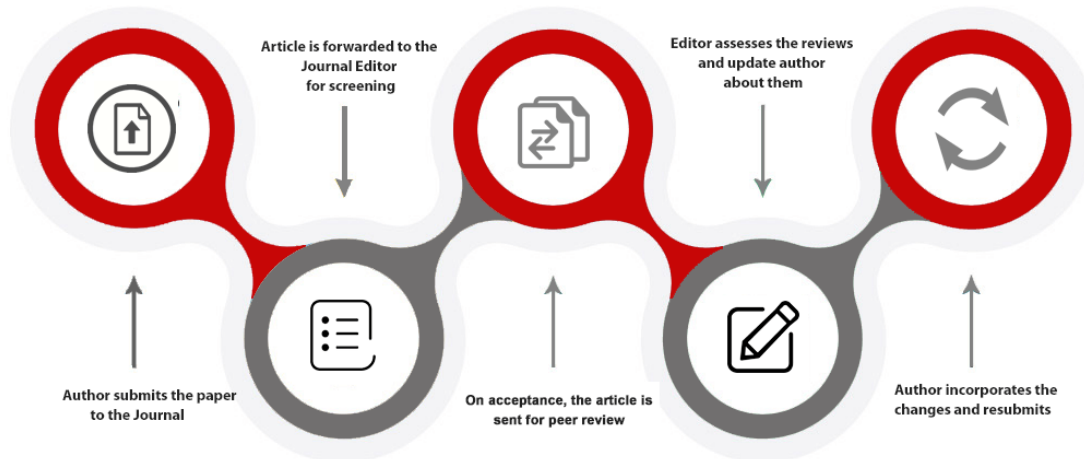 Author submits the paper
to the Journal
Article is forwarded to the
Journal Editor
for screening
On acceptance, the article is
sent for peer review
Editor assesses the reviews
and update author
about them
Author incorporates the
changes and resubmits